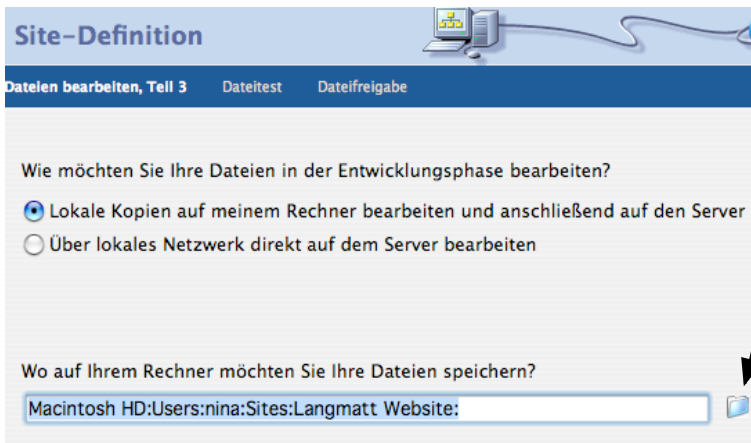 Site-Definition
Dateien bearbeiten, Teil 3 Dateitest Dateifreigabe
Wie möchten Sie Ihre Dateien in der Entwicklungsphase bearbeiten?
Lokale Kopien auf meinem Rechner bearbeiten und anschließend auf den Server
Über lokales Netzwerk direkt auf dem Server bearbeiten
Wo auf Ihrem Rechner möchten Sie Ihre Dateien speichern?
Macintosh HD:Users:nina:Sites:Langmatt Website: